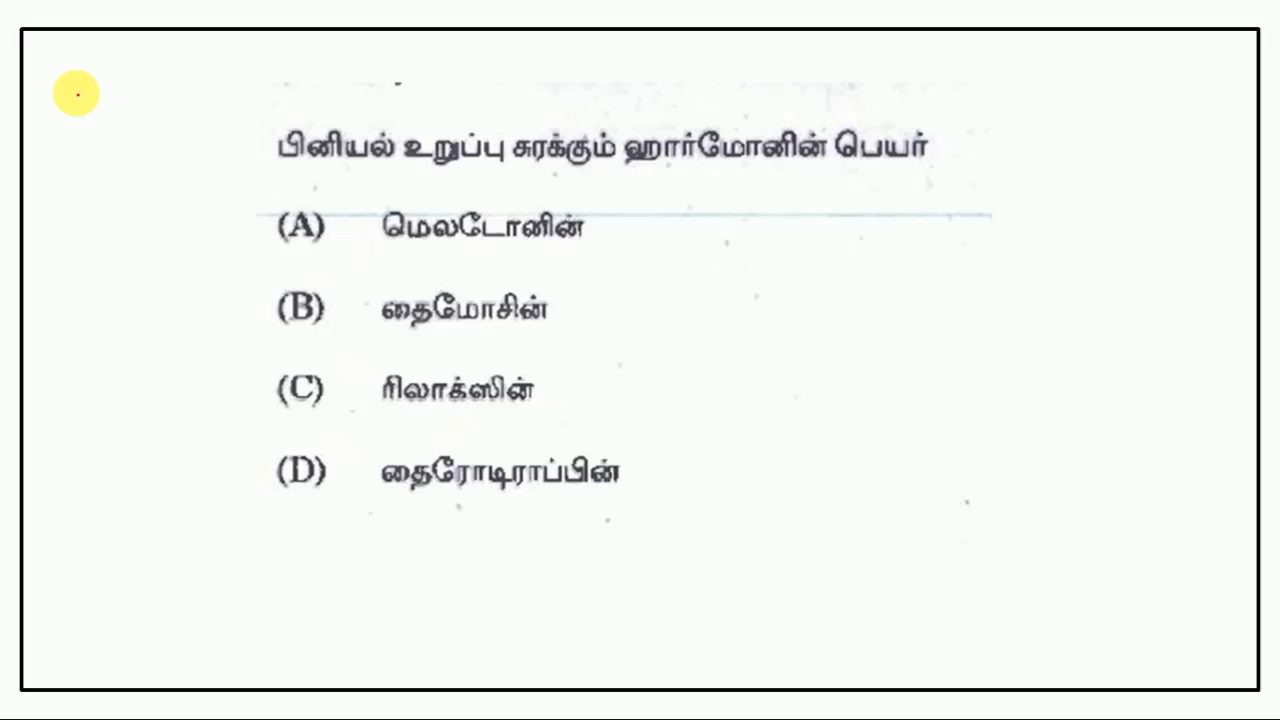 பினியல் உறுப்பு சுரக்கும் ஹார்மோனின் பெயர்
(A) மெலடோனின்
(B) தைமோசின்
(C) ரிலாக்ஸின்
(D) தைரோடிராப்பின்